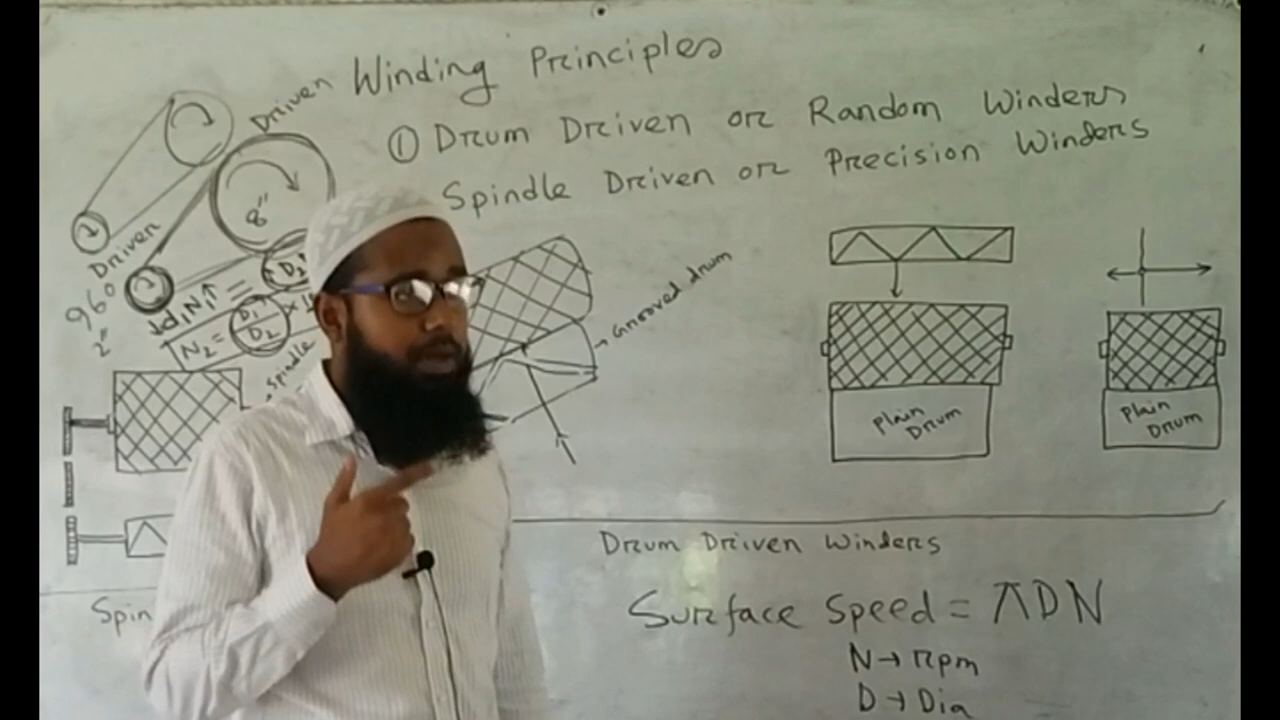 Winding Principles
① Drum Driven or Random Winders
Spindle Driven or Precision Winders
Driven
8"
Driven
960
2"
D₂
d₁N₁↑ =
N₂ = D₁/D₂ ×
Spindle
Grooved drum
Plain Drum
Plain Drum
Drum Driven Winders
Spin
Surface Speed = πDN
N → rpm
D → Dia